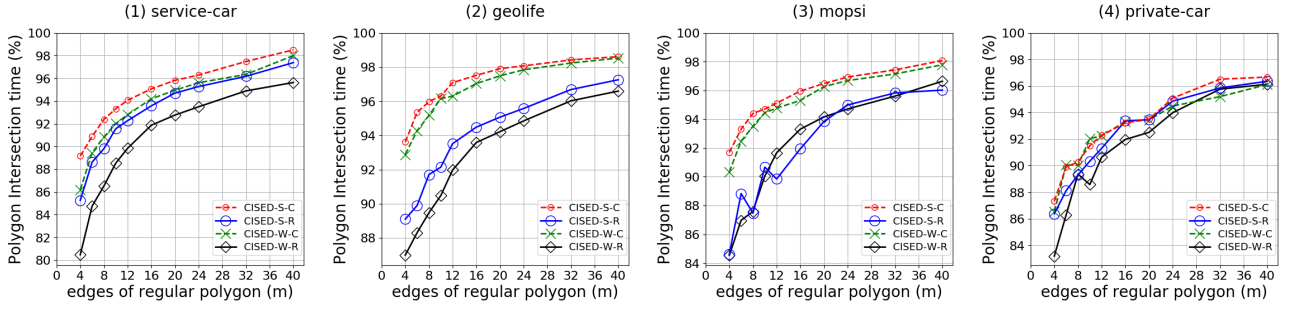 (1) service-car
Polygon Intersection time (%)
100
98
96
94
92
90
88
86
84
82
80
CISED-S-C
CISED-S-R
CISED-W-C
CISED-W-R
0 4 8 10 12 16 20 24 28 32 36 40
edges of regular polygon (m)
(2) geolife
Polygon Intersection time (%)
100
98
96
94
92
90
88
CISED-S-C
CISED-S-R
CISED-W-C
CISED-W-R
0 4 8 12 16 20 24 28 32 36 40
edges of regular polygon (m)
(3) mopsi
Polygon Intersection time (%)
100
98
96
94
92
90
88
86
84
CISED-S-C
CISED-S-R
CISED-W-C
CISED-W-R
0 4 8 12 16 20 24 28 32 36 40
edges of regular polygon (m)
(4) private-car
Polygon Intersection time (%)
100
98
96
94
92
90
88
86
84
CISED-S-C
CISED-S-R
CISED-W-C
CISED-W-R
0 4 8 12 16 20 24 28 32 36 40
edges of regular polygon (m)